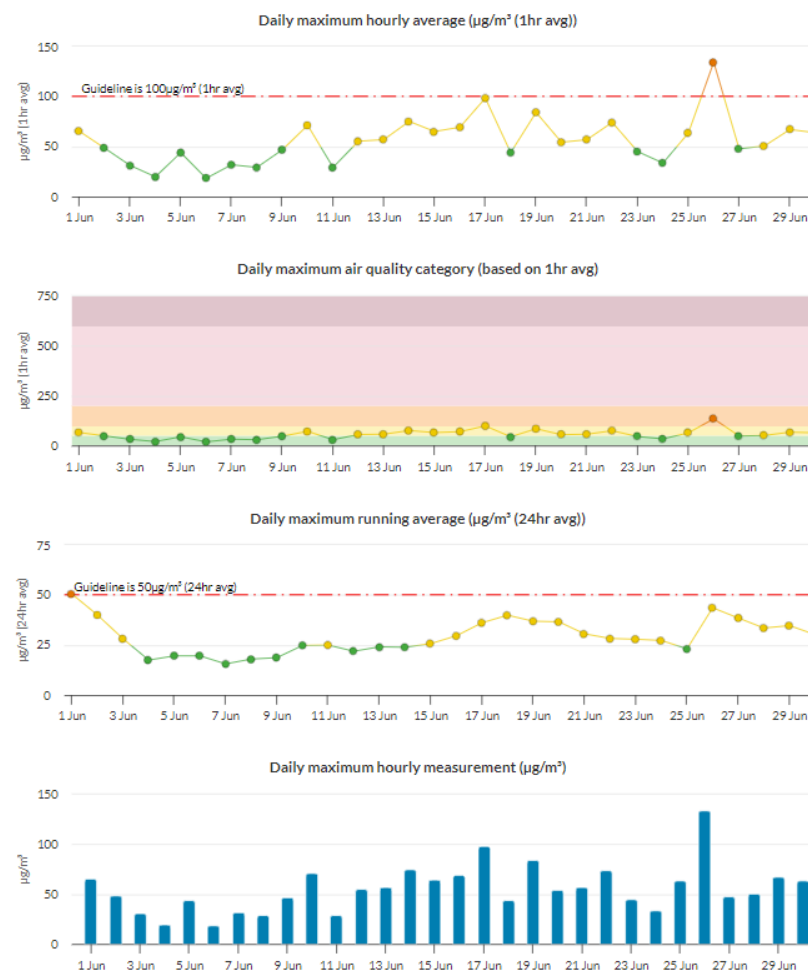 Daily maximum hourly average (µg/m³ (1hr avg))
150
Guideline is 100µg/m³ (1hr avg)
100
50
0
µg/m³ (1hr avg)
1 Jun 3 Jun 5 Jun 7 Jun 9 Jun 11 Jun 13 Jun 15 Jun 17 Jun 19 Jun 21 Jun 23 Jun 25 Jun 27 Jun 29 Jun
Daily maximum air quality category (based on 1hr avg)
750
500
250
0
µg/m³ (1hr avg)
1 Jun 3 Jun 5 Jun 7 Jun 9 Jun 11 Jun 13 Jun 15 Jun 17 Jun 19 Jun 21 Jun 23 Jun 25 Jun 27 Jun 29 Jun
Daily maximum running average (µg/m³ (24hr avg))
75
Guideline is 50µg/m³ (24hr avg)
50
25
0
µg/m³ (24hr avg)
1 Jun 3 Jun 5 Jun 7 Jun 9 Jun 11 Jun 13 Jun 15 Jun 17 Jun 19 Jun 21 Jun 23 Jun 25 Jun 27 Jun 29 Jun
Daily maximum hourly measurement (µg/m³)
150
100
50
0
µg/m³
1 Jun 3 Jun 5 Jun 7 Jun 9 Jun 11 Jun 13 Jun 15 Jun 17 Jun 19 Jun 21 Jun 23 Jun 25 Jun 27 Jun 29 Jun